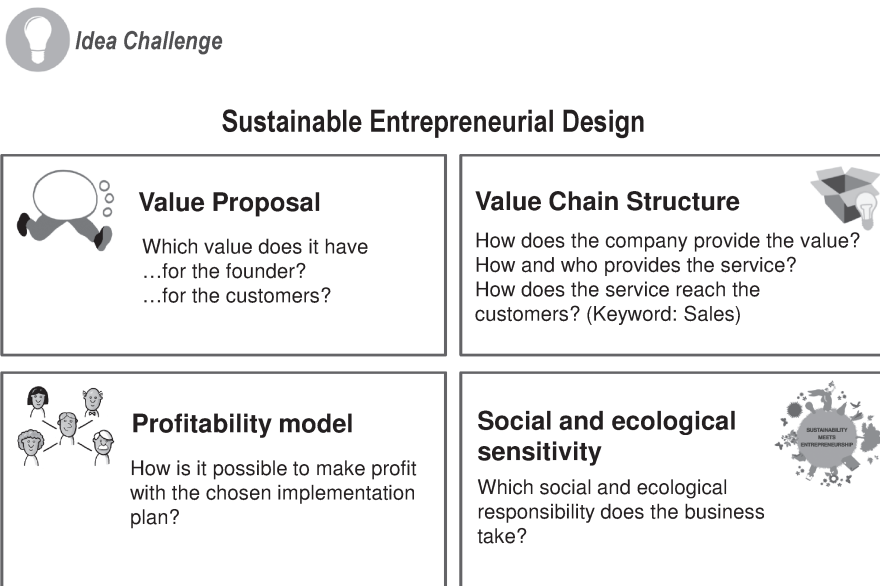 Idea Challenge
Sustainable Entrepreneurial Design
Value Proposal
Which value does it have
…for the founder?
…for the customers?
Value Chain Structure
How does the company provide the value?
How and who provides the service?
How does the service reach the
customers? (Keyword: Sales)
Profitability model
How is it possible to make profit
with the chosen implementation
plan?
Social and ecological
sensitivity
Which social and ecological
responsibility does the business
take?
SUSTAINABILITY
MEETS
ENTREPRENEURSHIP